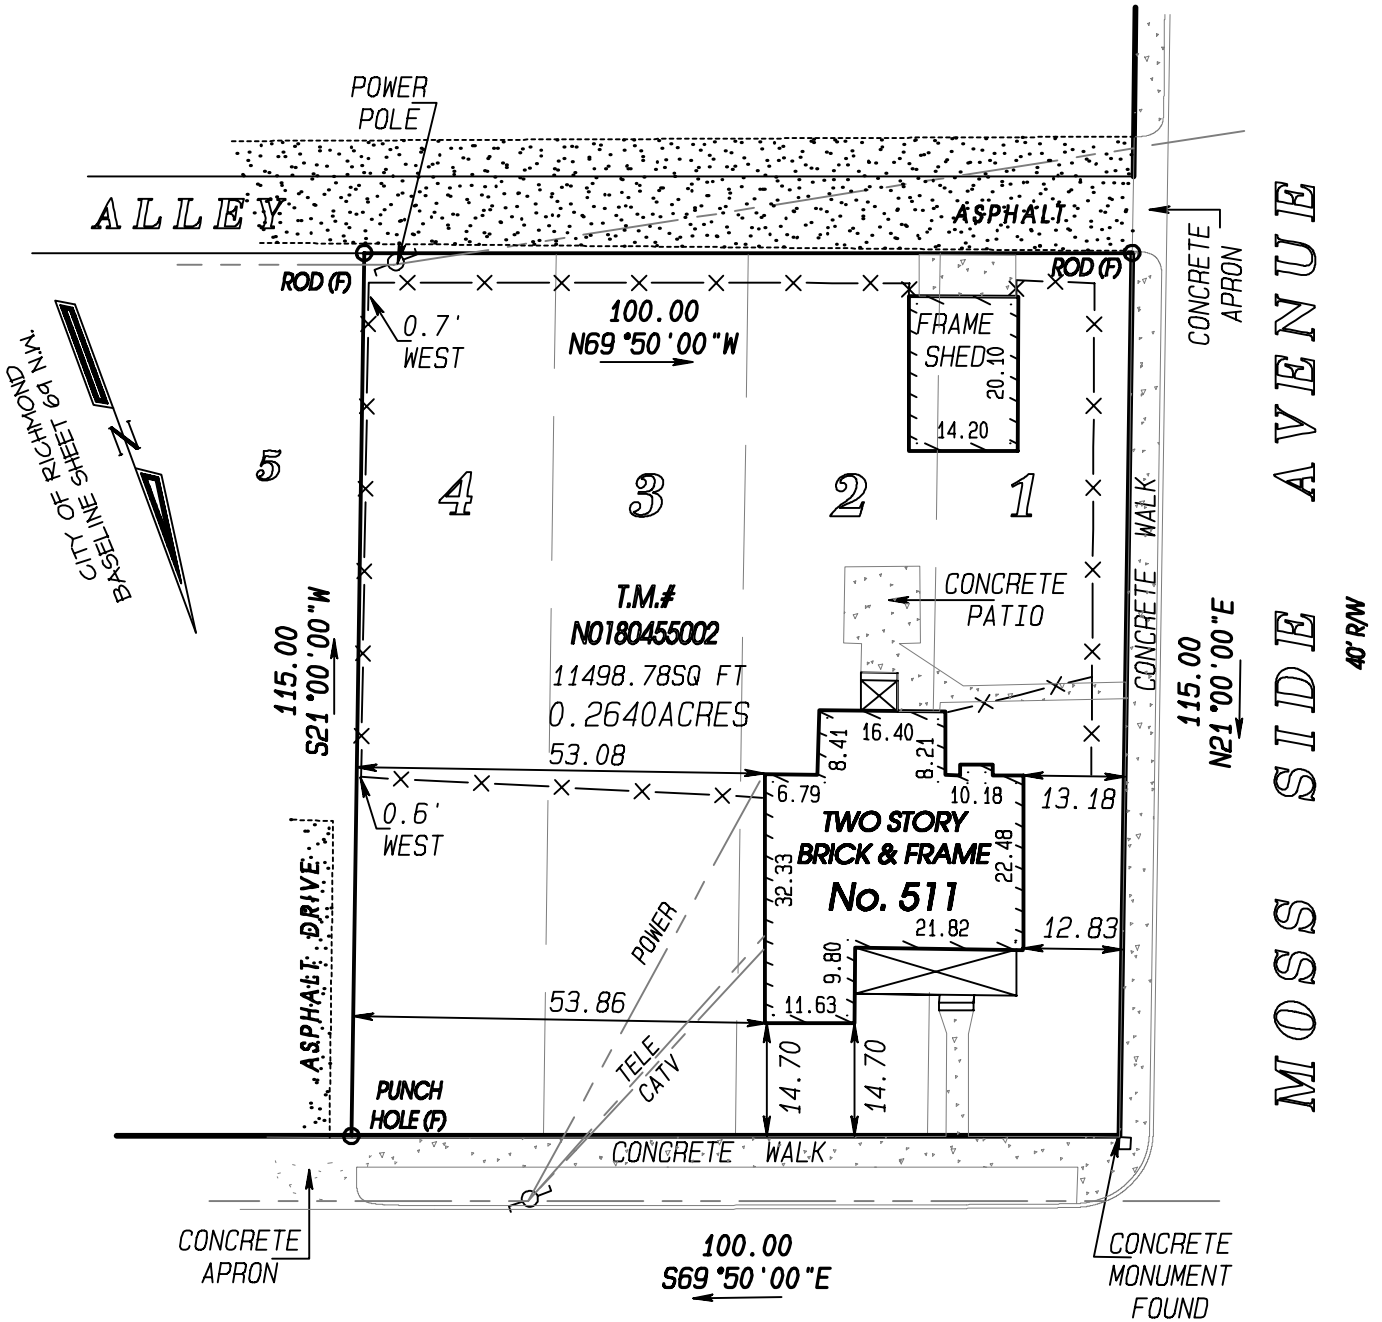 POWER
POLE
ALLEY
ASPHALT
ROD (F)
ROD (F)
CONCRETE
APRON
0.7'
WEST
100.00
N69°50'00"W
FRAME
SHED
20.10
14.20
CITY OF RICHMOND
BASELINE SHEET 69 N.W.
N
5
4
3
2
1
CONCRETE WALK
MOSS SIDE AVENUE
40' R/W
T.M.#
N0180455002
11498.78SQ FT
0.2640ACRES
53.08
CONCRETE
PATIO
115.00
S21°00'00"W
115.00
N21°00'00"E
16.40
8.41
8.21
6.79
10.18
13.18
0.6'
WEST
TWO STORY
BRICK & FRAME
No. 511
32.33
22.48
21.82
12.83
9.80
11.63
53.86
POWER
TELE
CATV
14.70
14.70
ASPHALT DRIVE
PUNCH
HOLE (F)
CONCRETE WALK
CONCRETE
APRON
100.00
S69°50'00"E
CONCRETE
MONUMENT
FOUND